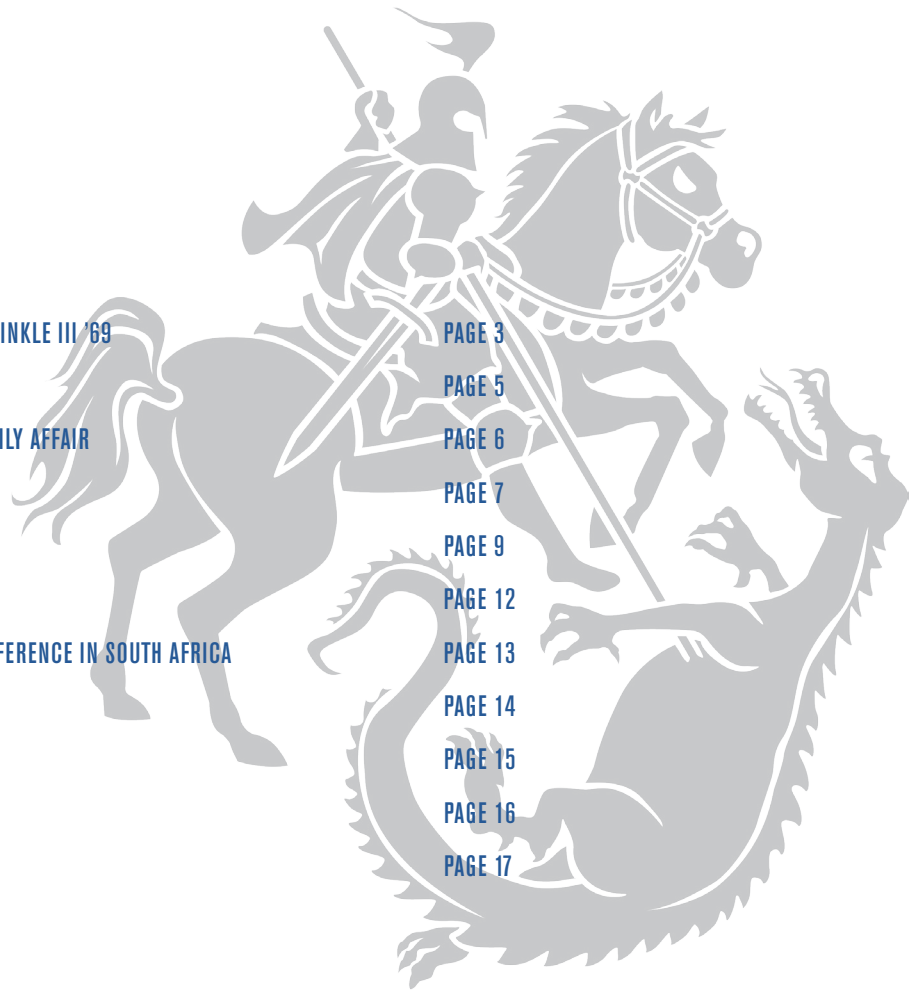 INKLE III '69 PAGE 3
PAGE 5
ILY AFFAIR PAGE 6
PAGE 7
PAGE 9
PAGE 12
FERENCE IN SOUTH AFRICA PAGE 13
PAGE 14
PAGE 15
PAGE 16
PAGE 17